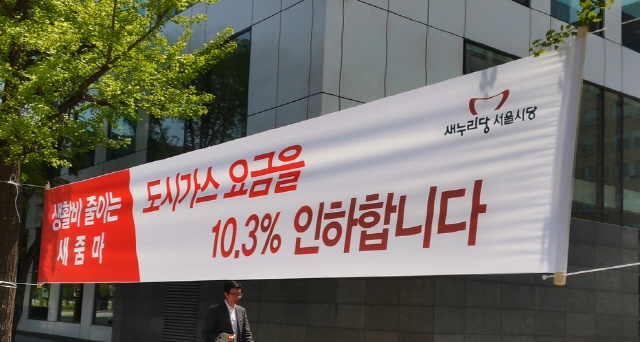 생활비 줄이는
새 줌 마
도시가스 요금을
10.3% 인하합니다
새누리당 서울시당